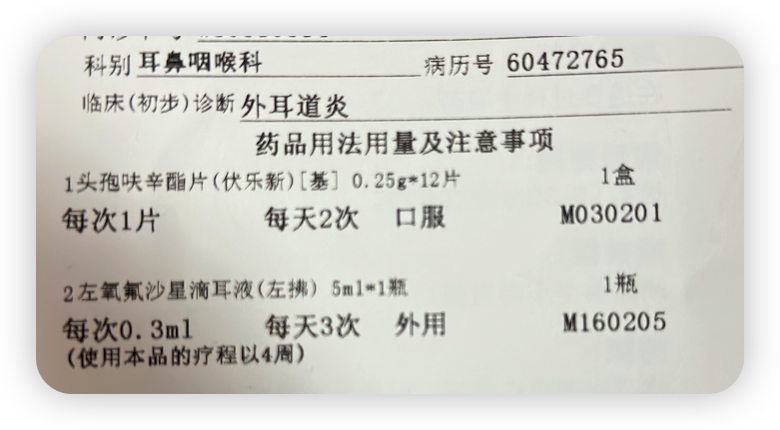 科别 耳鼻咽喉科 病历号 60472765
临床(初步)诊断 外耳道炎
药品用法用量及注意事项
1头孢呋辛酯片(伏乐新)[基] 0.25g*12片 1盒
每次1片 每天2次 口服 M030201
2左氧氟沙星滴耳液(左拂) 5ml*1瓶 1瓶
每次0.3ml 每天3次 外用 M160205
(使用本品的疗程以4周)